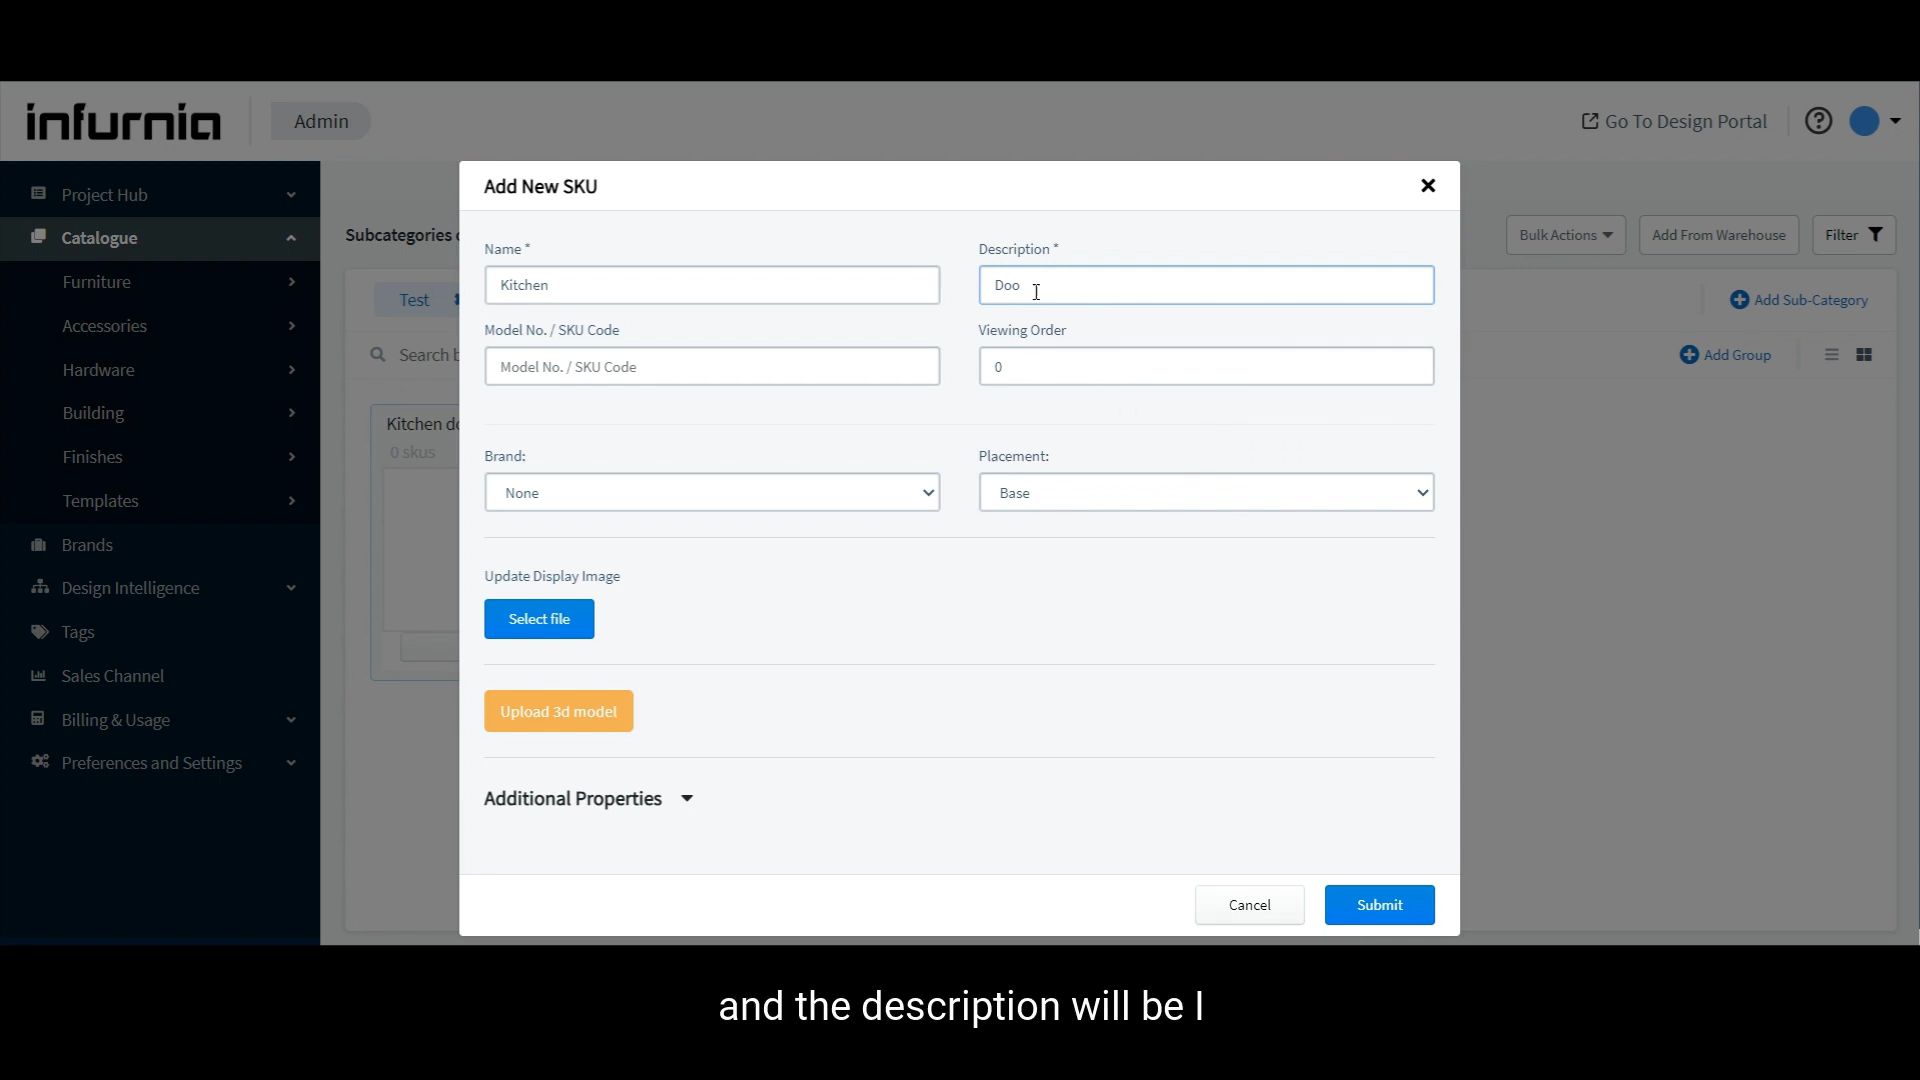 infurnia
Admin
Go To Design Portal
Project Hub
Catalogue
Furniture
Accessories
Hardware
Building
Finishes
Templates
Brands
Design Intelligence
Tags
Sales Channel
Billing & Usage
Preferences and Settings
Subcategories
Bulk Actions
Add From Warehouse
Filter
Test
Add Sub-Category
Search
Add Group
Kitchen
0 skus
Add New SKU
Name *
Description *
Kitchen
Doo
Model No. / SKU Code
Viewing Order
Model No. / SKU Code
0
Brand:
Placement:
None
Base
Update Display Image
Select file
Upload 3d model
Additional Properties
Cancel
Submit
and the description will be I